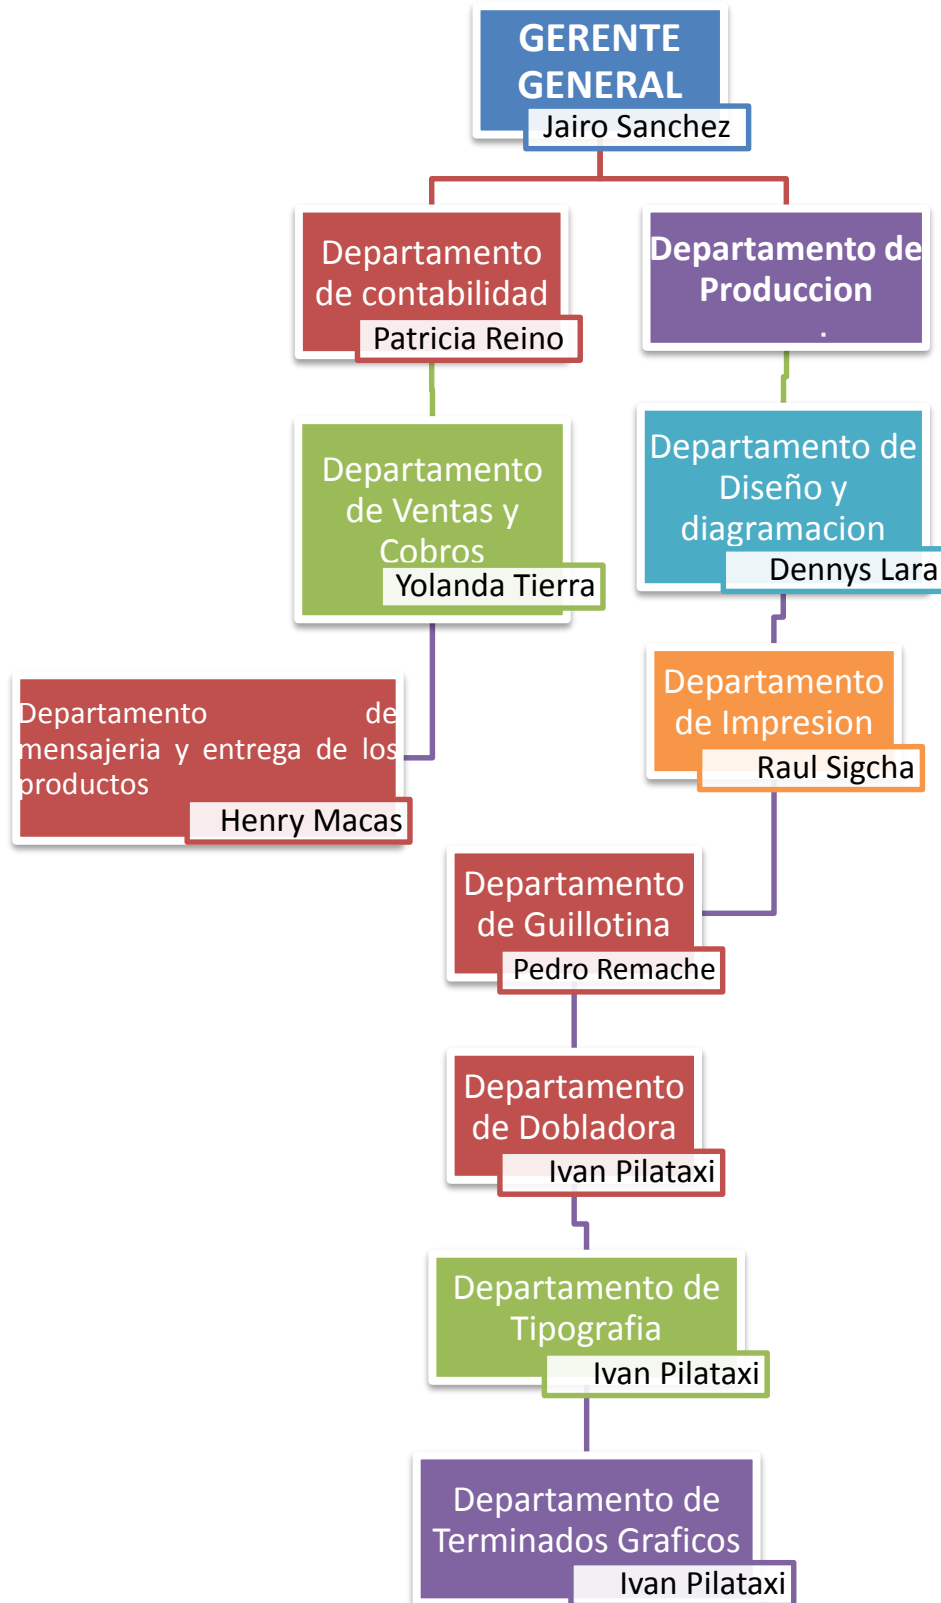 GERENTE
GENERAL
Jairo Sanchez
Departamento
de contabilidad
Patricia Reino
Departamento de
Produccion
.
Departamento
de Ventas y
Cobros
Yolanda Tierra
Departamento de
Diseño y
diagramacion
Dennys Lara
Departamento de
mensajeria y entrega de los
productos
Henry Macas
Departamento
de Impresion
Raul Sigcha
Departamento
de Guillotina
Pedro Remache
Departamento
de Dobladora
Ivan Pilataxi
Departamento de
Tipografia
Ivan Pilataxi
Departamento de
Terminados Graficos
Ivan Pilataxi